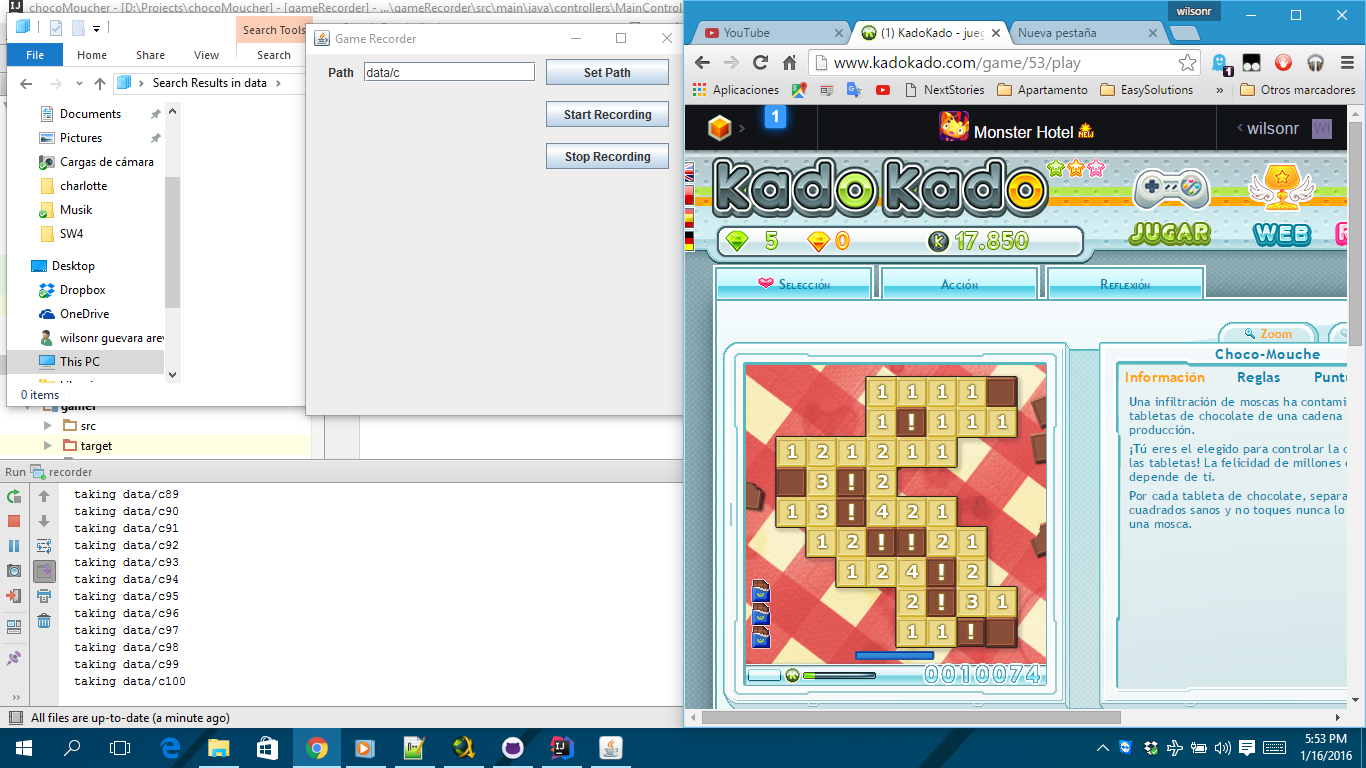 chocoMoucher - [D:\Projects\chocoMoucher] - [gameRecorder] - ...\gameRecorder\src\main\java\controllers\MainControl
Search Tools
File Home Share View Search
Search Results in data
Documents
Pictures
Cargas de cámara
charlotte
Musik
SW4
Desktop
Dropbox
OneDrive
wilsonr guevara arev
This PC
0 items
Game Recorder
Path data/c Set Path
Start Recording
Stop Recording
gamer
src
target
Run recorder
taking data/c89
taking data/c90
taking data/c91
taking data/c92
taking data/c93
taking data/c94
taking data/c95
taking data/c96
taking data/c97
taking data/c98
taking data/c99
taking data/c100
All files are up-to-date (a minute ago)
wilsonr
YouTube (1) KadoKado - jueg Nueva pestaña
www.kadokado.com/game/53/play
1
Aplicaciones NextStories Apartamento EasySolutions » Otros marcadores
1 Monster Hotel NEW wilsonr WI
kadokado
5 0 K 17.850
JUGAR WEB
Selección Acción Reflexión
Zoom
Choco-Mouche
Información Reglas Puntu
Una infiltración de moscas ha contami
tabletas de chocolate de una cadena
producción.
¡Tú eres el elegido para controlar la c
las tabletas! La felicidad de millones
depende de ti.
Por cada tableta de chocolate, separa
cuadrados sanos y no toques nunca lo
una mosca.
1 1 1 1
1 ! 1 1 1
1 2 1 2 1 1
3 ! 2
1 3 ! 4 2 1
1 2 ! ! 2 1
1 2 4 ! 2
2 ! 3 1
1 1 !
0010074
5:53 PM
1/16/2016